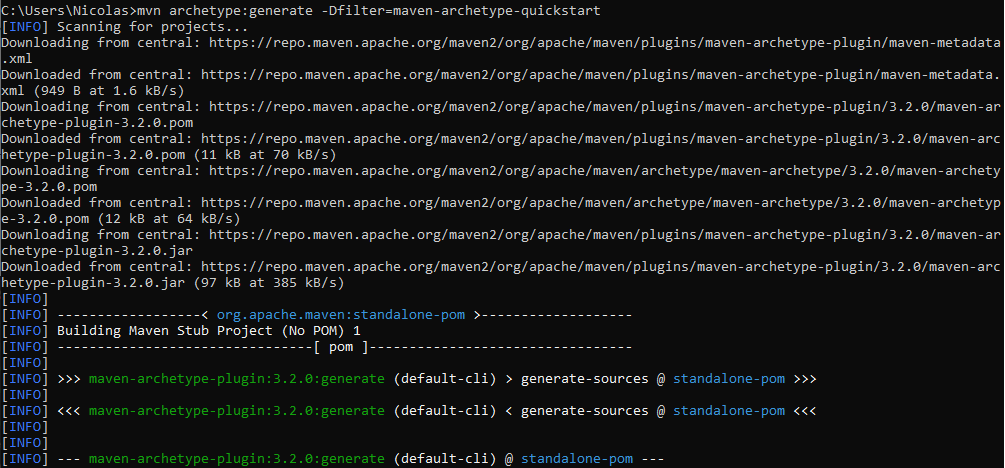 C:\Users\Nicolas>mvn archetype:generate -Dfilter=maven-archetype-quickstart
[INFO] Scanning for projects...
Downloading from central: https://repo.maven.apache.org/maven2/org/apache/maven/plugins/maven-archetype-plugin/maven-metadata
.xml
Downloaded from central: https://repo.maven.apache.org/maven2/org/apache/maven/plugins/maven-archetype-plugin/maven-metadata.
xml (949 B at 1.6 kB/s)
Downloading from central: https://repo.maven.apache.org/maven2/org/apache/maven/plugins/maven-archetype-plugin/3.2.0/maven-ar
chetype-plugin-3.2.0.pom
Downloaded from central: https://repo.maven.apache.org/maven2/org/apache/maven/plugins/maven-archetype-plugin/3.2.0/maven-arc
hetype-plugin-3.2.0.pom (11 kB at 70 kB/s)
Downloading from central: https://repo.maven.apache.org/maven2/org/apache/maven/archetype/maven-archetype/3.2.0/maven-archety
pe-3.2.0.pom
Downloaded from central: https://repo.maven.apache.org/maven2/org/apache/maven/archetype/maven-archetype/3.2.0/maven-archetyp
e-3.2.0.pom (12 kB at 64 kB/s)
Downloading from central: https://repo.maven.apache.org/maven2/org/apache/maven/plugins/maven-archetype-plugin/3.2.0/maven-ar
chetype-plugin-3.2.0.jar
Downloaded from central: https://repo.maven.apache.org/maven2/org/apache/maven/plugins/maven-archetype-plugin/3.2.0/maven-arc
hetype-plugin-3.2.0.jar (97 kB at 385 kB/s)
[INFO]
[INFO] ------------------< org.apache.maven:standalone-pom >-------------------
[INFO] Building Maven Stub Project (No POM) 1
[INFO] --------------------------------[ pom ]---------------------------------
[INFO]
[INFO] >>> maven-archetype-plugin:3.2.0:generate (default-cli) > generate-sources @ standalone-pom >>>
[INFO]
[INFO] <<< maven-archetype-plugin:3.2.0:generate (default-cli) < generate-sources @ standalone-pom <<<
[INFO]
[INFO]
[INFO] --- maven-archetype-plugin:3.2.0:generate (default-cli) @ standalone-pom ---